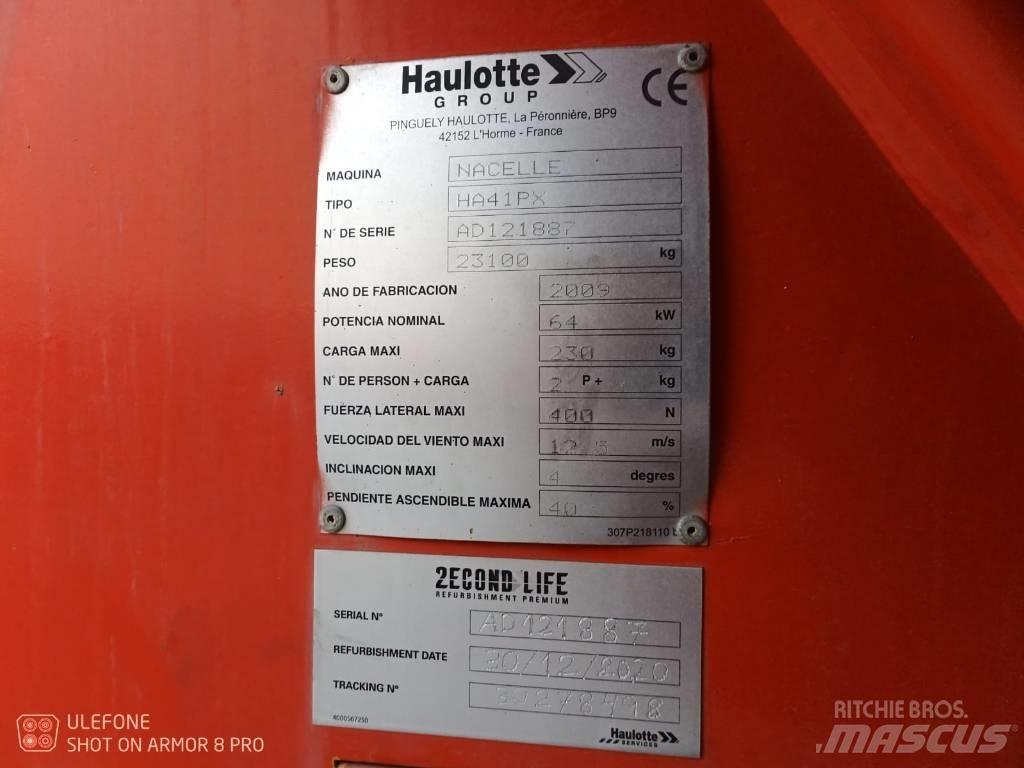 Haulotte
GROUP
CE
PINGUELY HAULOTTE, La Péronnière, BP9
42152 L'Horme - France
MAQUINA NACELLE
TIPO HA41PX
N° DE SERIE AD121887
PESO 23100 kg
ANO DE FABRICACION 2009
POTENCIA NOMINAL 64 kW
CARGA MAXI 230 kg
N° DE PERSON + CARGA 2 P + kg
FUERZA LATERAL MAXI 400 N
VELOCIDAD DEL VIENTO MAXI 12,5 m/s
INCLINACION MAXI 4 degres
PENDIENTE ASCENDIBLE MAXIMA 40 %
307P218110
2ECOND LIFE
REFURBISHMENT PREMIUM
SERIAL N° AD121887
REFURBISHMENT DATE 30/12/2020
TRACKING N°
4000567250
Haulotte
SERVICES
ULEFONE
SHOT ON ARMOR 8 PRO
RITCHIE BROS.
MASCUS